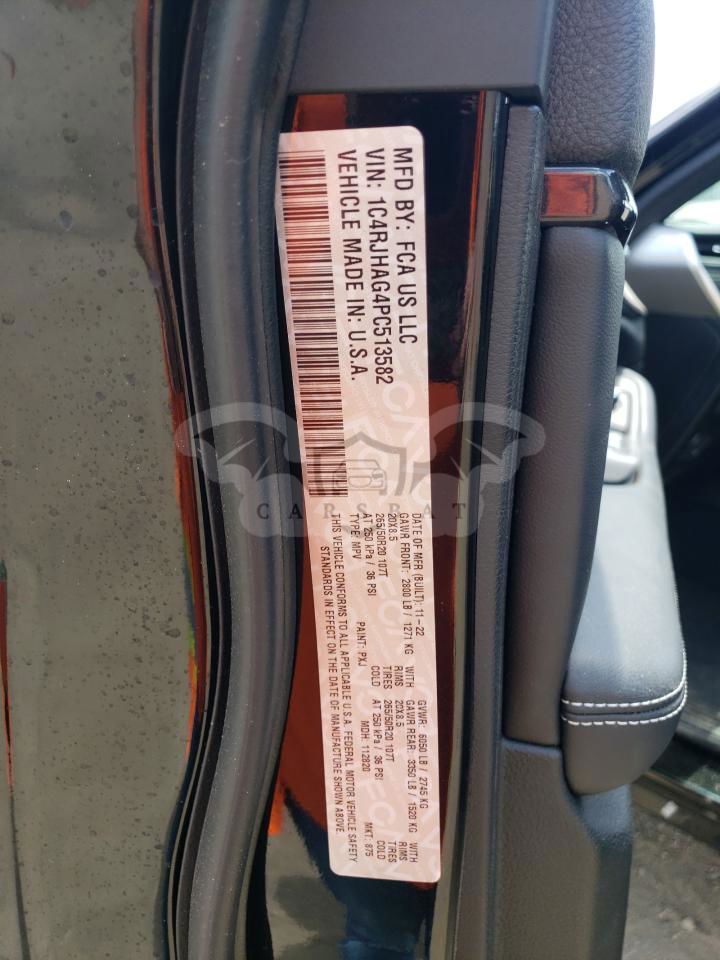 MFD BY: FCA US LLC
VIN: 1C4RJHAG4PC513582
VEHICLE MADE IN: U.S.A.
DATE OF MFR (BUILT): 11-22 GVWR: 6050 LB / 2745 KG
GAWR FRONT: 2800 LB / 1271 KG WITH GAWR REAR: 3350 LB / 1520 KG WITH
20X8.5 RIMS 20X8.5 RIMS
265/50R20 107T TIRES 265/50R20 107T TIRES
AT 250 kPa / 36 PSI COLD AT 250 kPa / 36 PSI COLD
TYPE: MPV PAINT: PXJ MDH: 112820 MKT: 875
THIS VEHICLE CONFORMS TO ALL APPLICABLE U.S.A. FEDERAL MOTOR VEHICLE SAFETY
STANDARDS IN EFFECT ON THE DATE OF MANUFACTURE SHOWN ABOVE.
CARSBAT